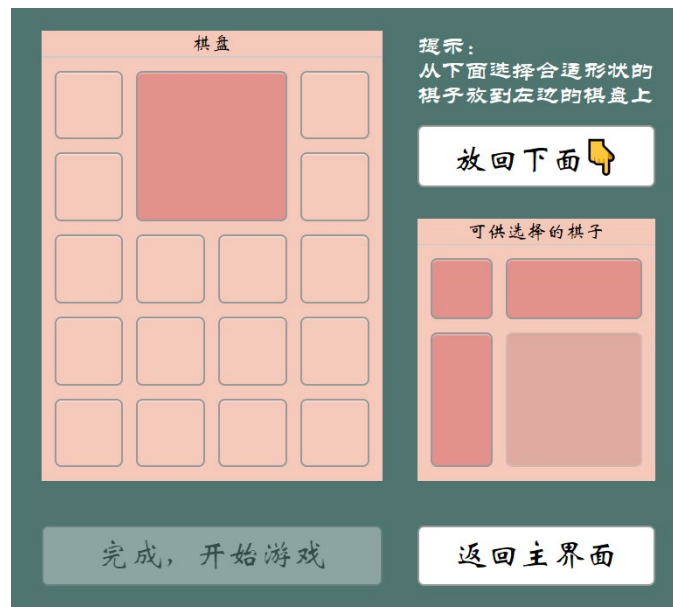 棋盘
提示：
从下面选择合适形状的
棋子放到左边的棋盘上
放回下面👇
可供选择的棋子
完成，开始游戏
返回主界面